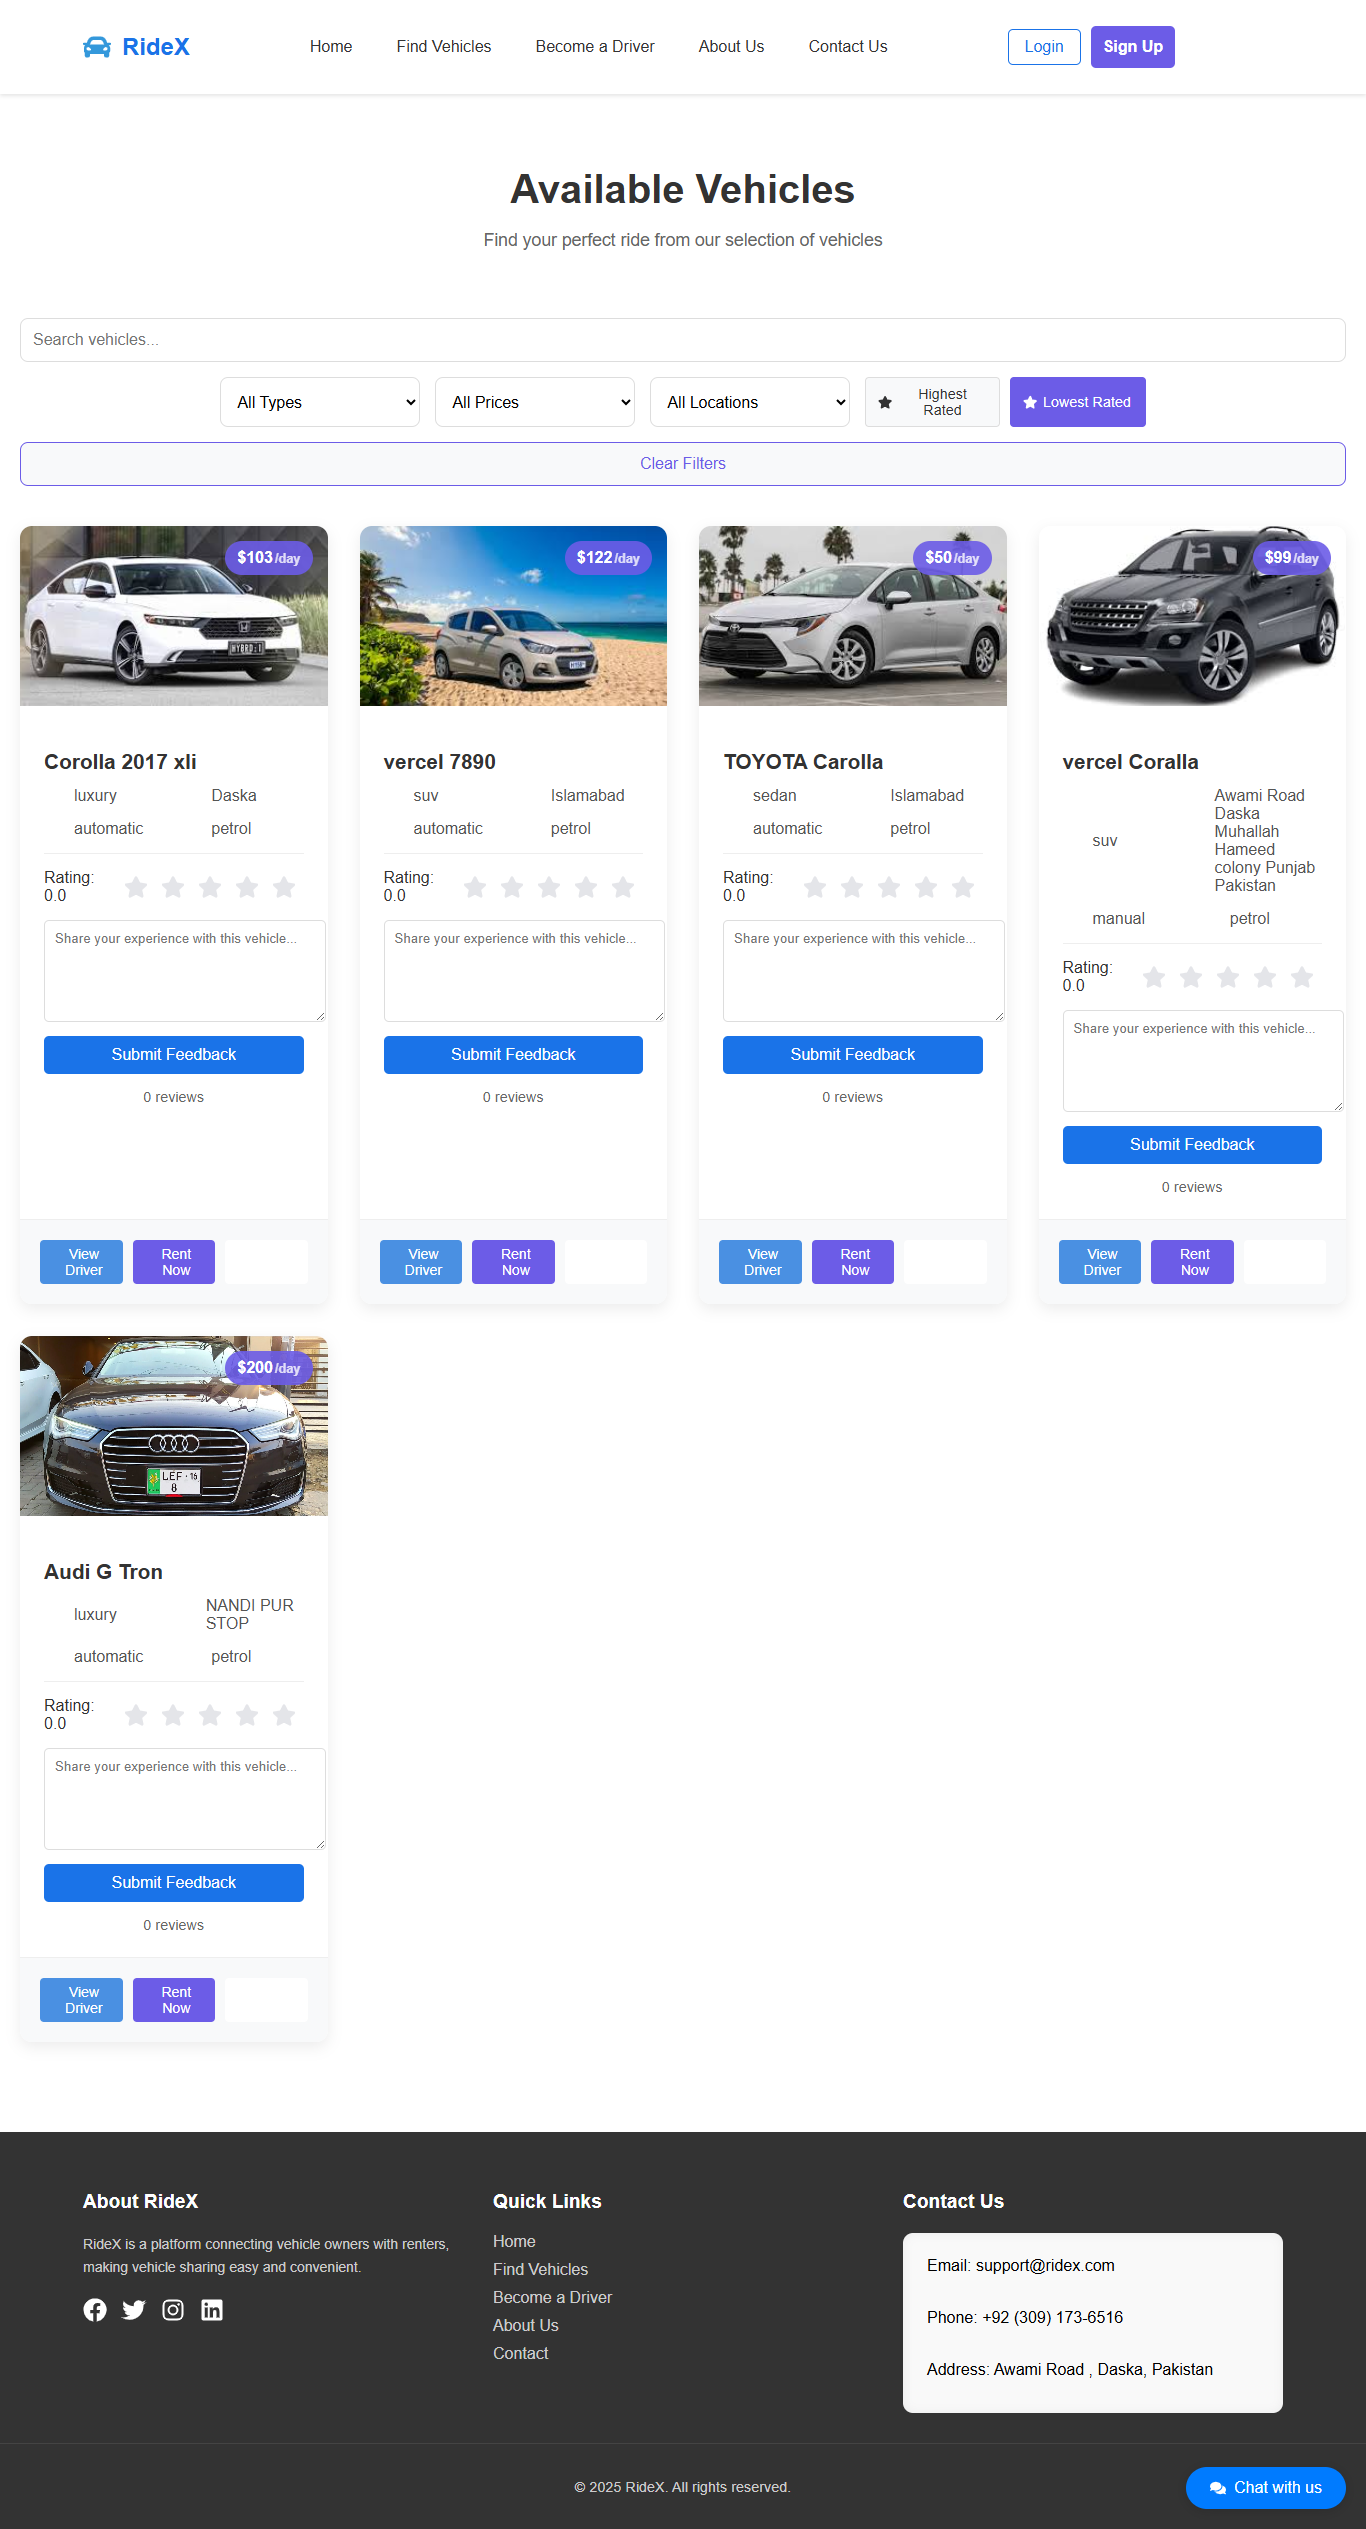 RideX
Home
Find Vehicles
Become a Driver
About Us
Contact Us
Login
Sign Up
Available Vehicles
Find your perfect ride from our selection of vehicles
Search vehicles...
All Types
All Prices
All Locations
Highest
Rated
Lowest Rated
Clear Filters
$103/day
HYBRD·1
Corolla 2017 xli
luxury
Daska
automatic
petrol
Rating:
0.0
Share your experience with this vehicle...
Submit Feedback
0 reviews
View
Driver
Rent
Now
$122/day
vercel 7890
suv
Islamabad
automatic
petrol
Rating:
0.0
Share your experience with this vehicle...
Submit Feedback
0 reviews
View
Driver
Rent
Now
$50/day
TOYOTA Carolla
sedan
Islamabad
automatic
petrol
Rating:
0.0
Share your experience with this vehicle...
Submit Feedback
0 reviews
View
Driver
Rent
Now
$99/day
vercel Coralla
suv
Awami Road
Daska
Muhallah
Hameed
colony Punjab
Pakistan
manual
petrol
Rating:
0.0
Share your experience with this vehicle...
Submit Feedback
0 reviews
View
Driver
Rent
Now
$200/day
LEF·16
8
Audi G Tron
luxury
NANDI PUR
STOP
automatic
petrol
Rating:
0.0
Share your experience with this vehicle...
Submit Feedback
0 reviews
View
Driver
Rent
Now
About RideX
RideX is a platform connecting vehicle owners with renters,
making vehicle sharing easy and convenient.
Quick Links
Home
Find Vehicles
Become a Driver
About Us
Contact
Contact Us
Email: support@ridex.com
Phone: +92 (309) 173-6516
Address: Awami Road , Daska, Pakistan
© 2025 RideX. All rights reserved.
Chat with us